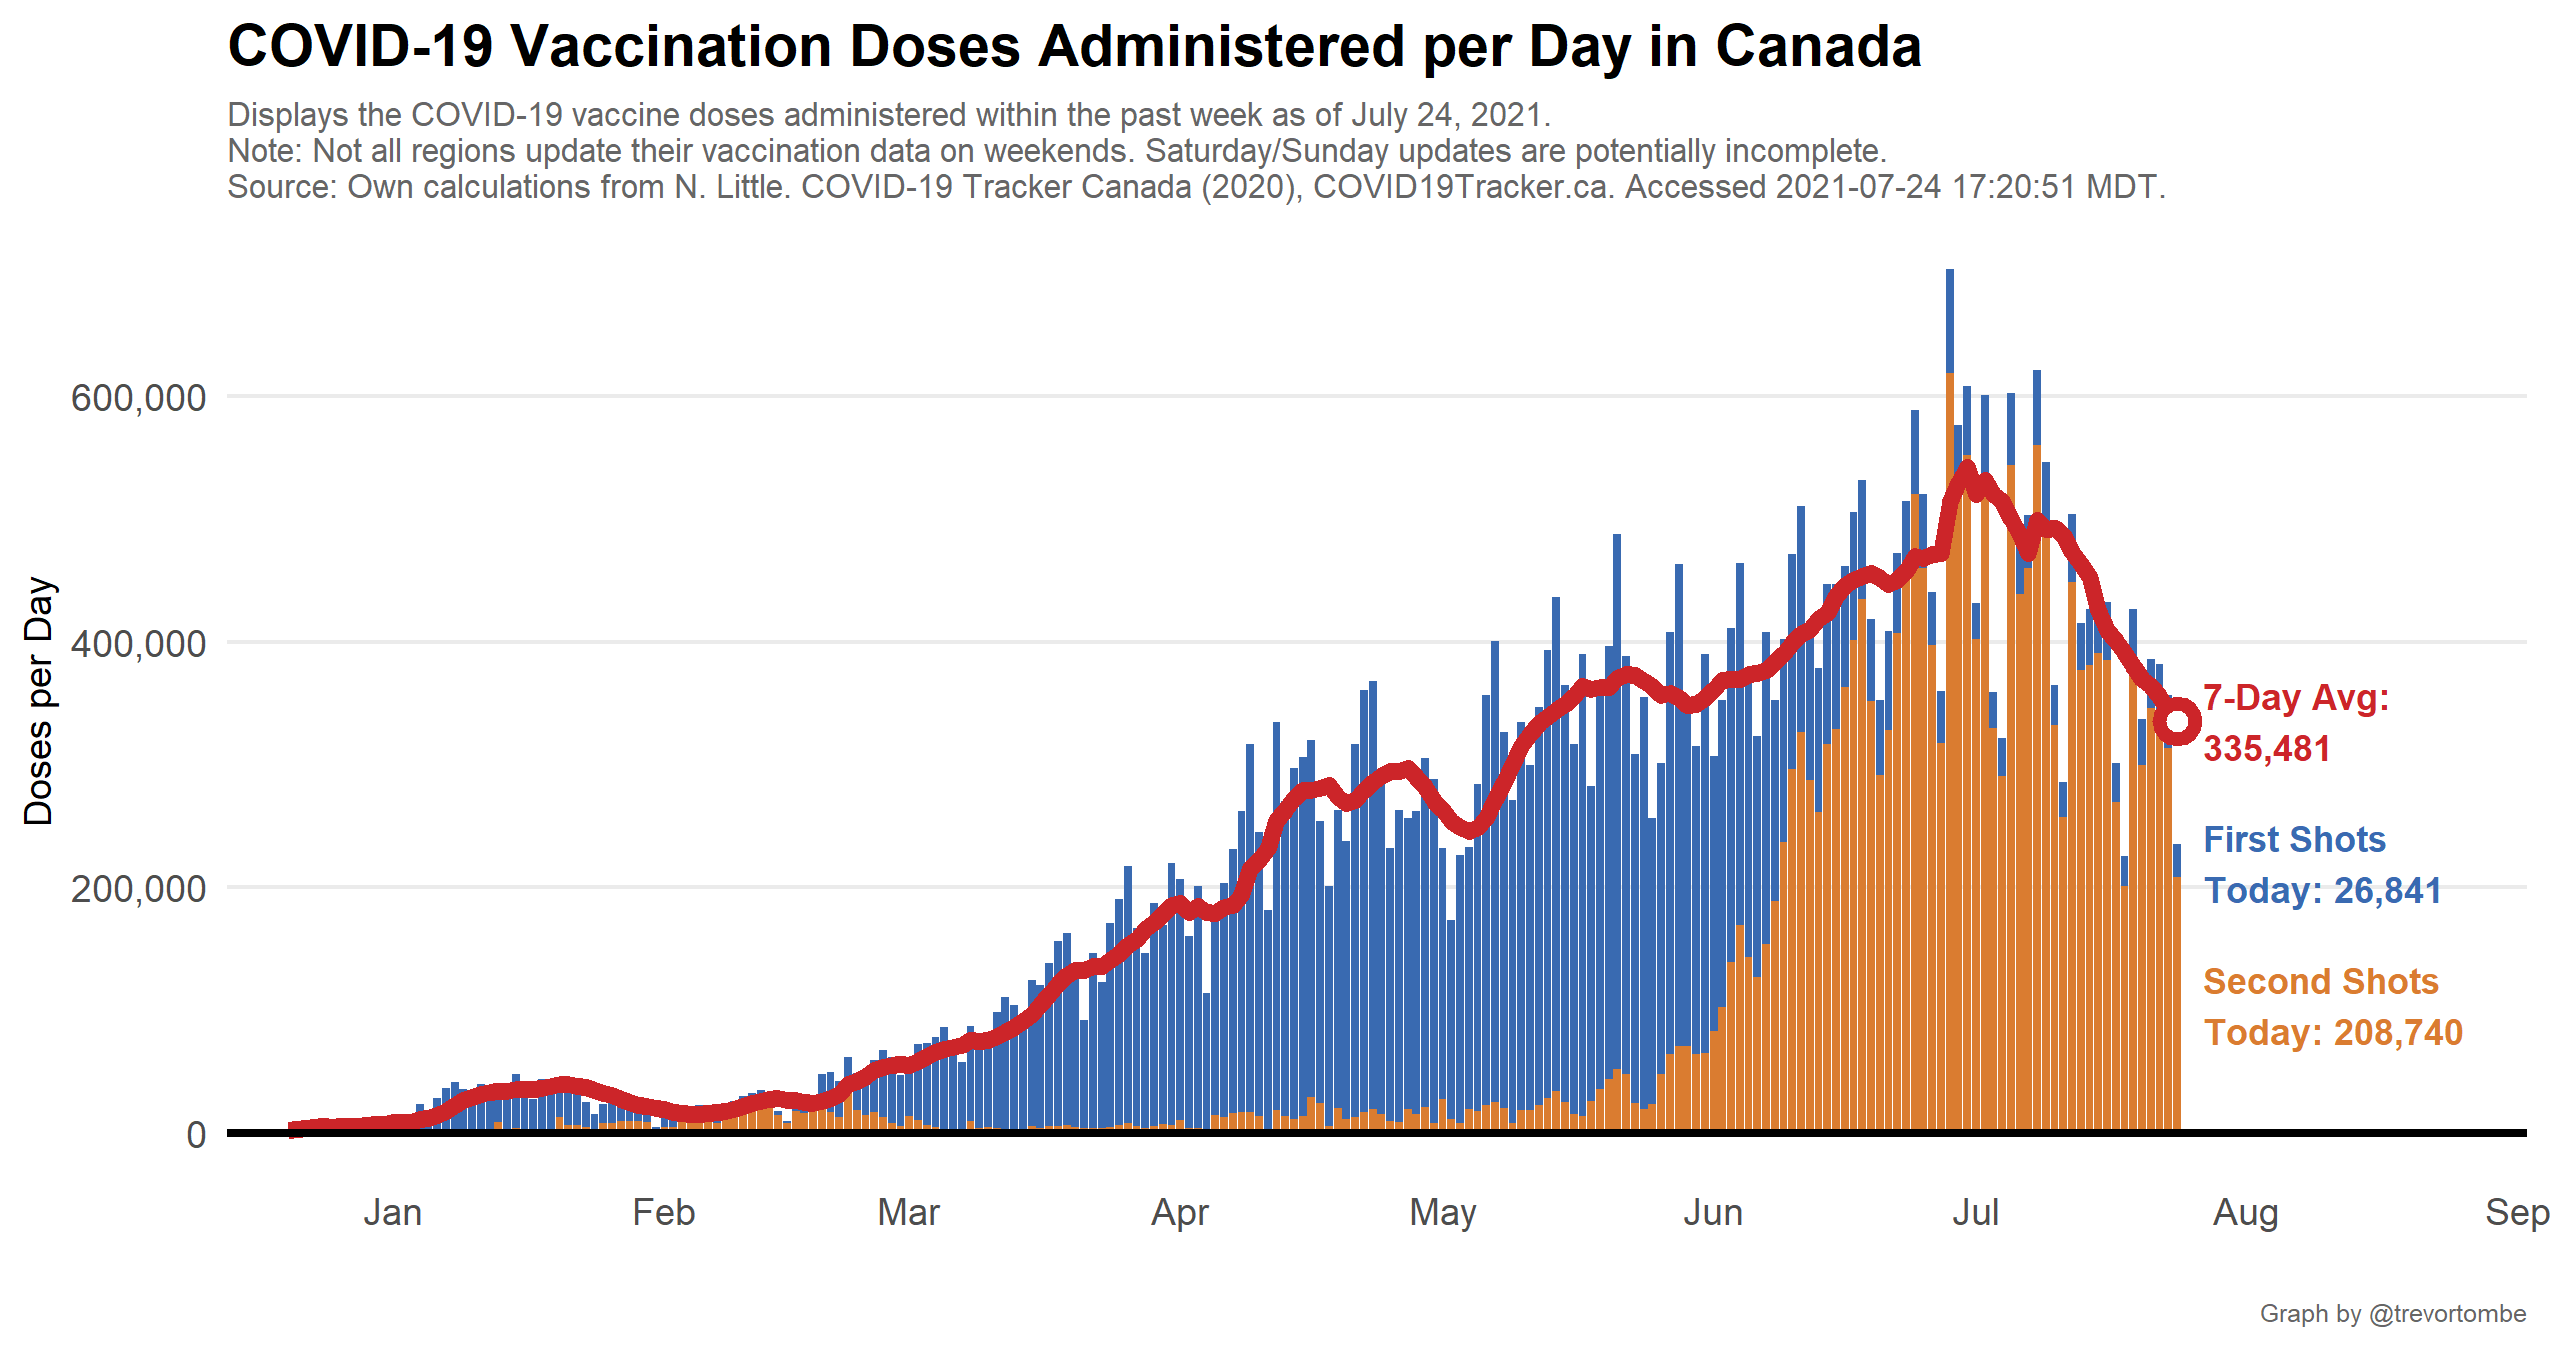 COVID-19 Vaccination Doses Administered per Day in Canada
Displays the COVID-19 vaccine doses administered within the past week as of July 24, 2021.
Note: Not all regions update their vaccination data on weekends. Saturday/Sunday updates are potentially incomplete.
Source: Own calculations from N. Little. COVID-19 Tracker Canada (2020), COVID19Tracker.ca. Accessed 2021-07-24 17:20:51 MDT.
Doses per Day
600,000
400,000
200,000
0
7-Day Avg:
335,481
First Shots
Today: 26,841
Second Shots
Today: 208,740
Jan Feb Mar Apr May Jun Jul Aug Sep
Graph by @trevortombe